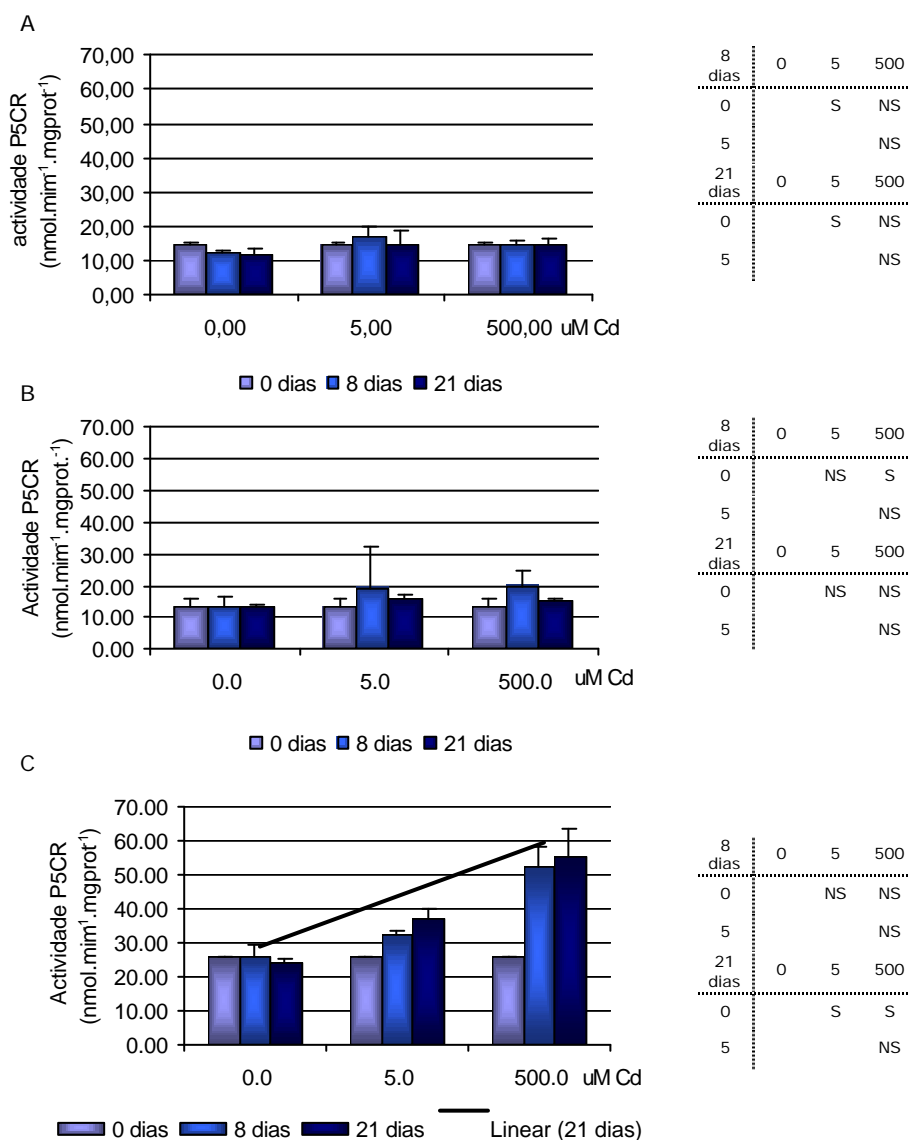 A
actividade P5CR
(nmol.mim⁻¹.mgprot⁻¹)
70,00
60,00
50,00
40,00
30,00
20,00
10,00
0,00
0,00 5,00 500,00 uM Cd
0 dias 8 dias 21 dias
8 dias 0 5 500
0 S NS
5 NS
21 dias 0 5 500
0 S NS
5 NS
B
Actividade P5CR
(nmol.mim⁻¹.mgprot.⁻¹)
70.00
60.00
50.00
40.00
30.00
20.00
10.00
0.00
0.0 5.0 500.0 uM Cd
0 dias 8 dias 21 dias
8 dias 0 5 500
0 NS S
5 NS
21 dias 0 5 500
0 NS NS
5 NS
C
Actividade P5CR
(nmol.mim¹.mgprot⁻¹)
70.00
60.00
50.00
40.00
30.00
20.00
10.00
0.00
0.0 5.0 500.0 uM Cd
0 dias 8 dias 21 dias Linear (21 dias)
8 dias 0 5 500
0 NS NS
5 NS
21 dias 0 5 500
0 S S
5 NS